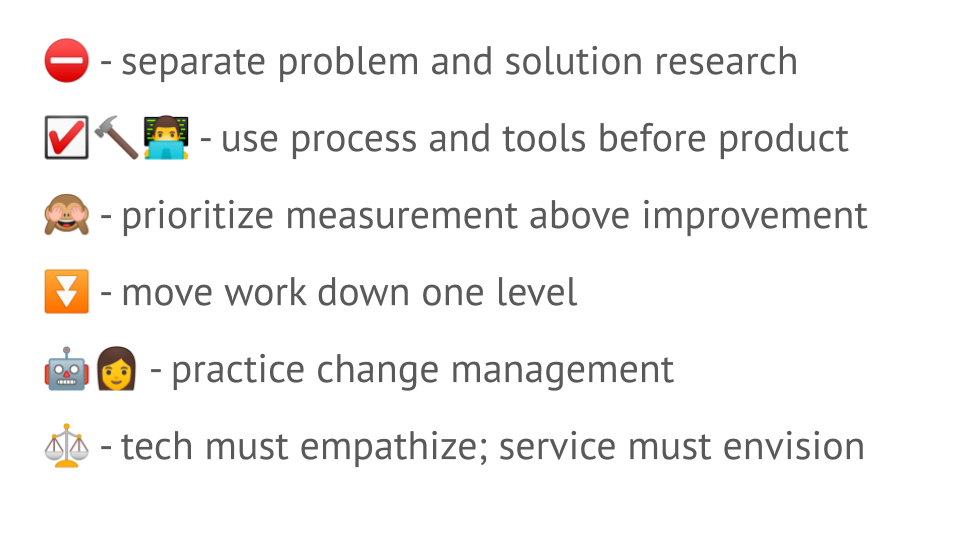 ⛔ - separate problem and solution research
☑🔨👨‍💻 - use process and tools before product
🙈 - prioritize measurement above improvement
⏬ - move work down one level
🤖👩 - practice change management
⚖ - tech must empathize; service must envision